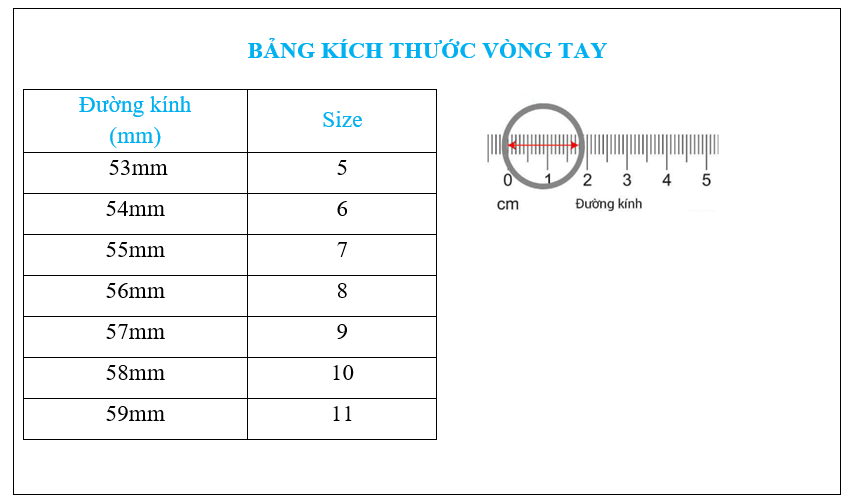 BẢNG KÍCH THƯỚC VÒNG TAY
Đường kính
(mm)
Size
53mm 5
54mm 6
55mm 7
56mm 8
57mm 9
58mm 10
59mm 11
0 1 2 3 4 5
cm Đường kính